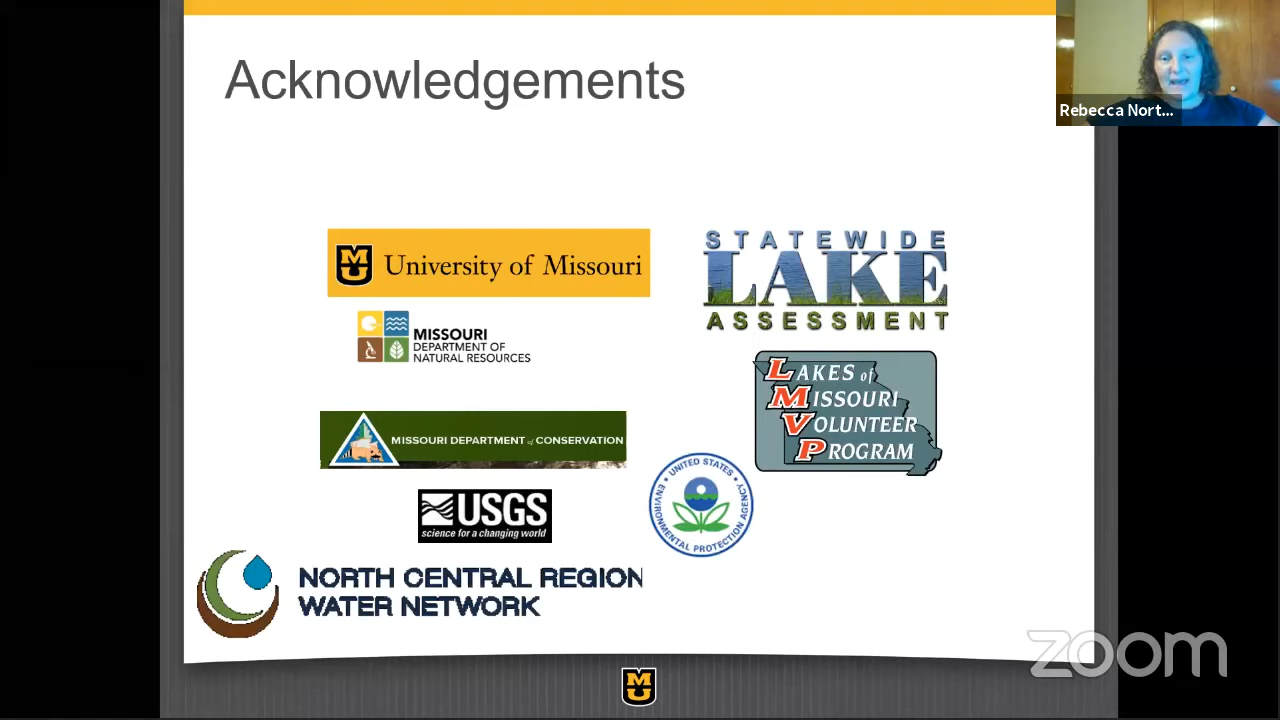 Acknowledgements
Rebecca Nort...
MU University of Missouri
STATEWIDE
LAKE
ASSESSMENT
MISSOURI
DEPARTMENT OF
NATURAL RESOURCES
LAKES of
MISSOURI
VOLUNTEER
PROGRAM
MISSOURI DEPARTMENT of CONSERVATION
USGS
science for a changing world
UNITED STATES
ENVIRONMENTAL PROTECTION AGENCY
NORTH CENTRAL REGION
WATER NETWORK
zoom
MU